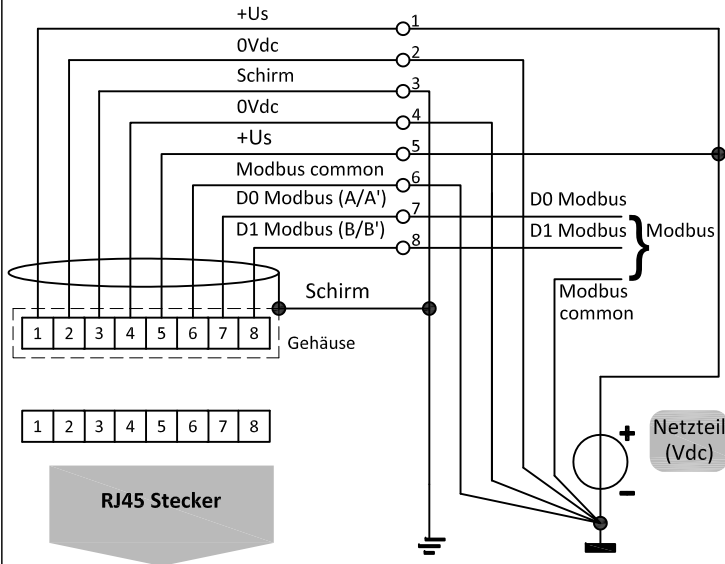 +Us 1
0Vdc 2
Schirm 3
0Vdc 4
+Us 5
Modbus common 6
D0 Modbus (A/A') 7 D0 Modbus
D1 Modbus (B/B') 8 D1 Modbus } Modbus
Schirm
Modbus
common
1 2 3 4 5 6 7 8
Gehäuse
1 2 3 4 5 6 7 8
+ Netzteil
(Vdc)
–
RJ45 Stecker